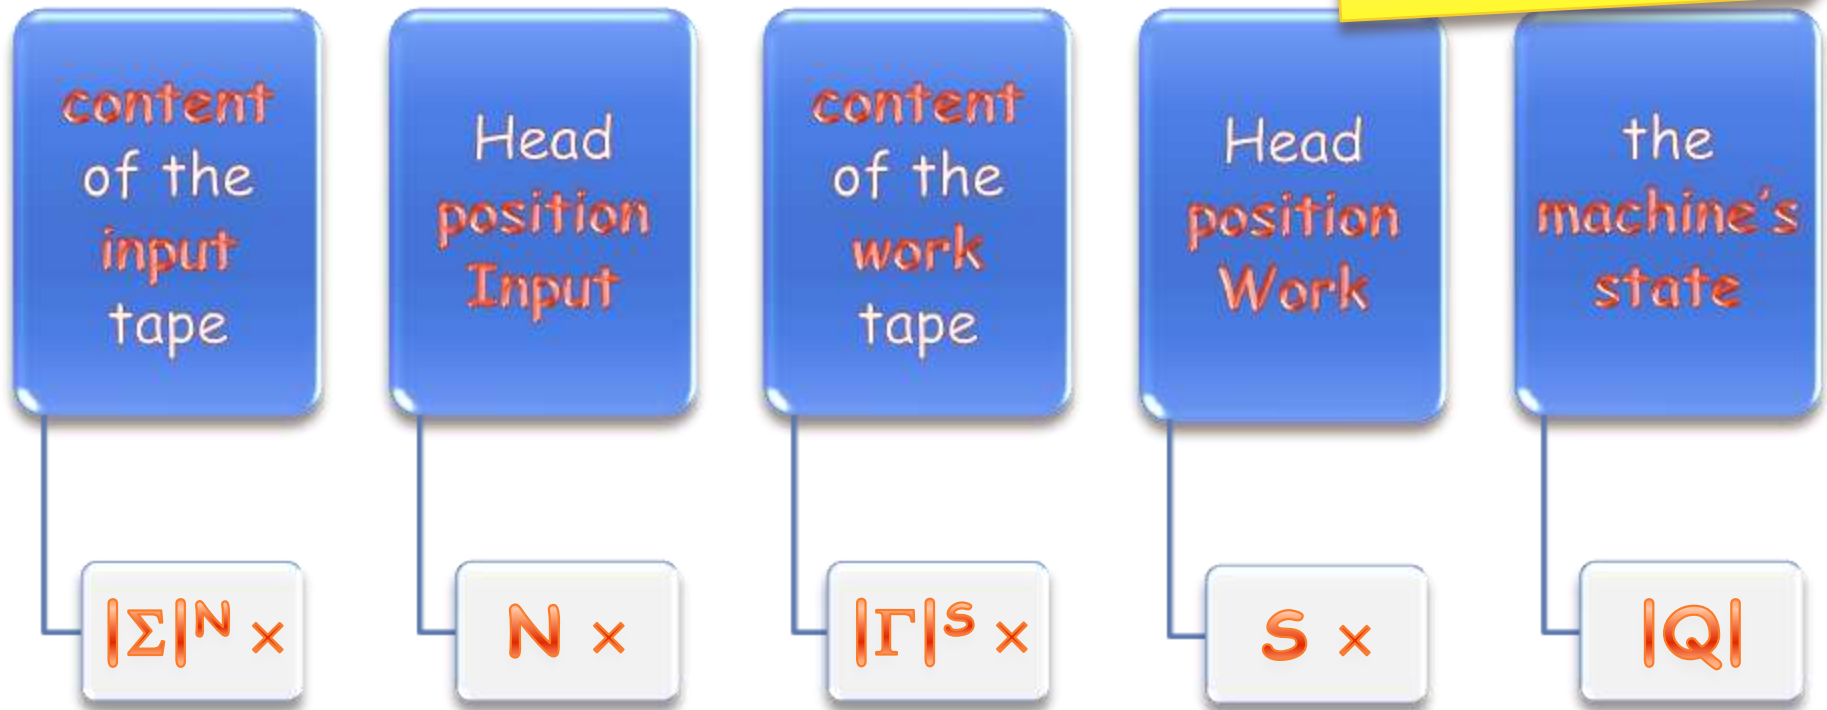 content
of the
input
tape
|Σ|ᴺ ×
Head
position
Input
N ×
content
of the
work
tape
|Γ|ˢ ×
Head
position
Work
S ×
the
machine's
state
|Q|